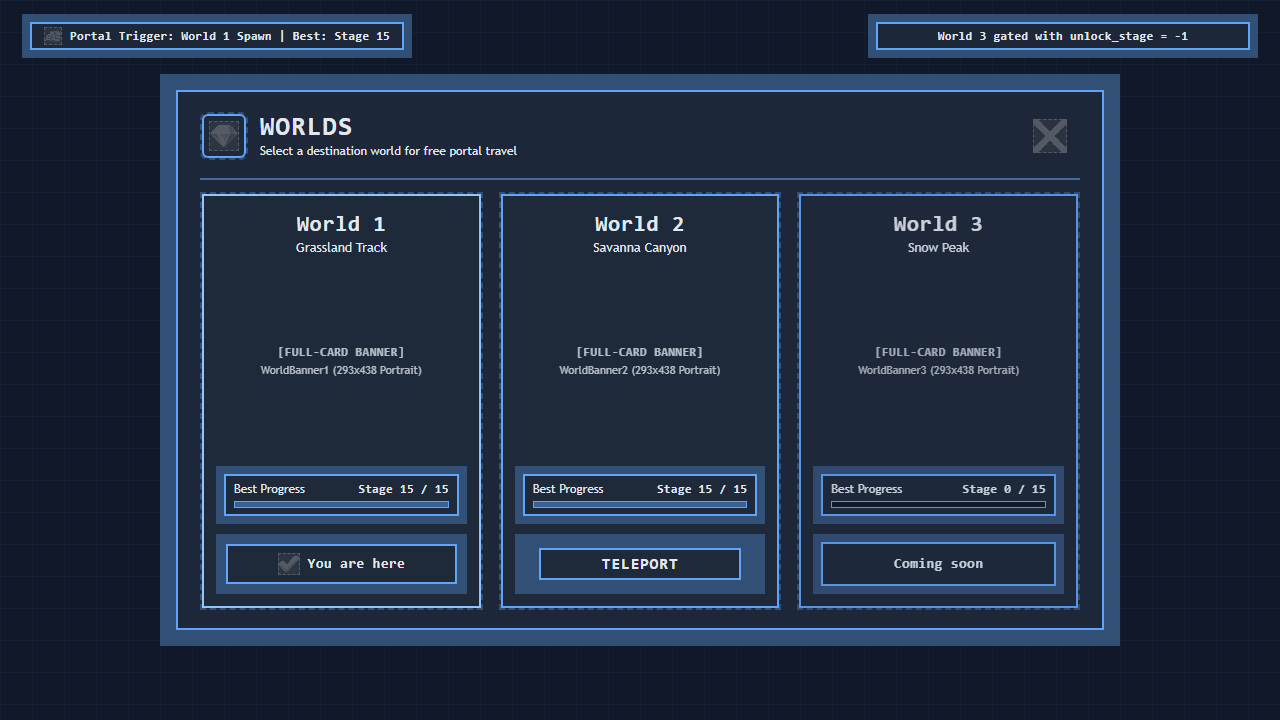 Portal Trigger: World 1 Spawn | Best: Stage 15
World 3 gated with unlock_stage = -1
WORLDS
Select a destination world for free portal travel
World 1
Grassland Track
[FULL-CARD BANNER]
WorldBanner1 (293x438 Portrait)
Best Progress Stage 15 / 15
You are here
World 2
Savanna Canyon
[FULL-CARD BANNER]
WorldBanner2 (293x438 Portrait)
Best Progress Stage 15 / 15
TELEPORT
World 3
Snow Peak
[FULL-CARD BANNER]
WorldBanner3 (293x438 Portrait)
Best Progress Stage 0 / 15
Coming soon